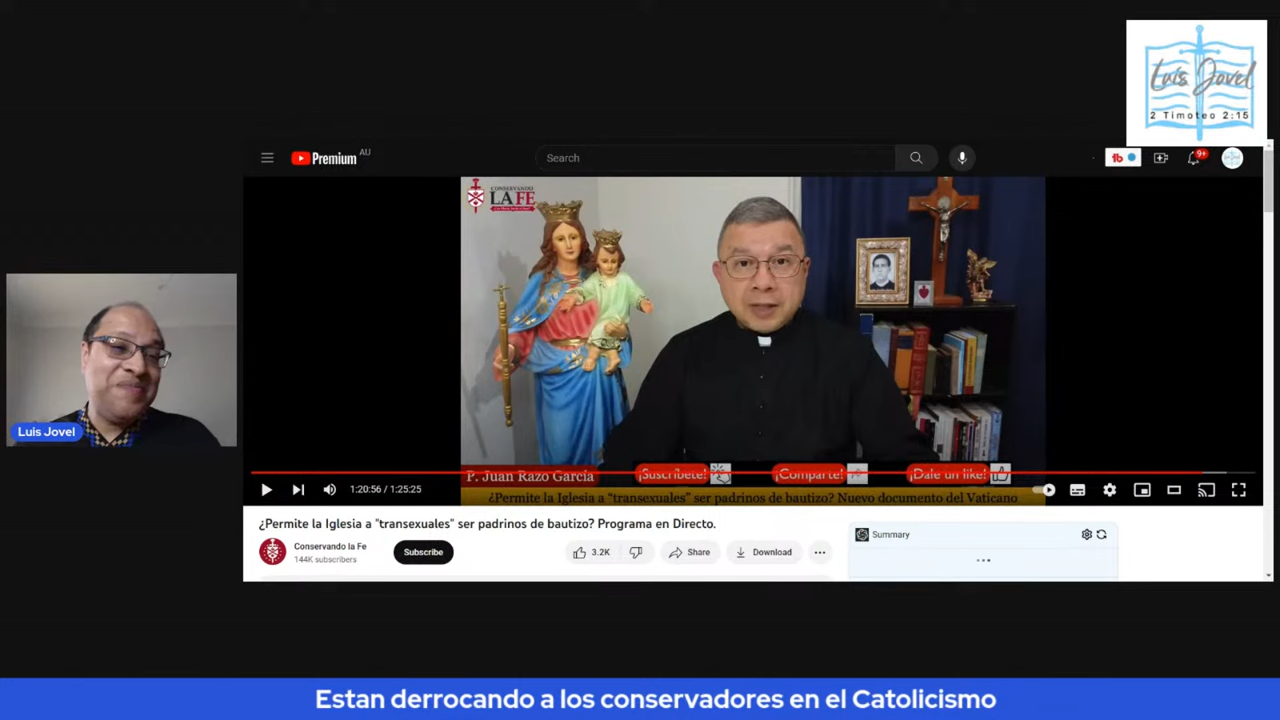 Luis Jovel
2 Timoteo 2:15
Premium AU
Search
9+
CONSERVANDO
LA FE
P. Juan Razo García
¡Suscríbete!
¡Comparte!
¡Dale un like!
1:20:56 / 1:25:25
¿Permite la Iglesia a “transexuales” ser padrinos de bautizo? Nuevo documento del Vaticano
¿Permite la Iglesia a "transexuales" ser padrinos de bautizo? Programa en Directo.
Conservando la Fe
144K subscribers
Subscribe
3.2K
Share
Download
Summary
Luis Jovel
Estan derrocando a los conservadores en el Catolicismo